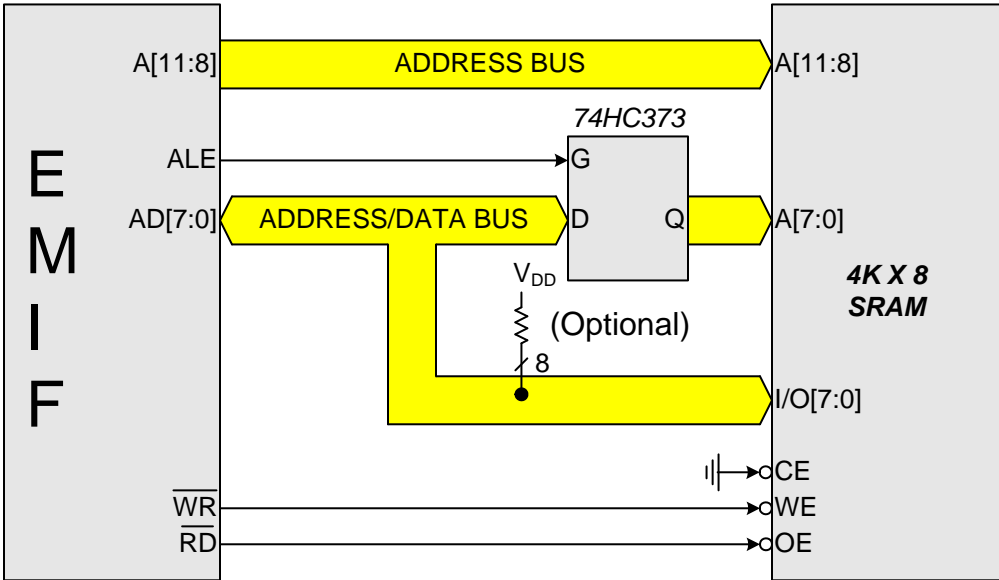 EMIF
A[11:8]
ADDRESS BUS
A[11:8]
74HC373
ALE
G
AD[7:0]
ADDRESS/DATA BUS
D
Q
A[7:0]
VDD
(Optional)
8
4K X 8
SRAM
I/O[7:0]
CE
WR
WE
RD
OE